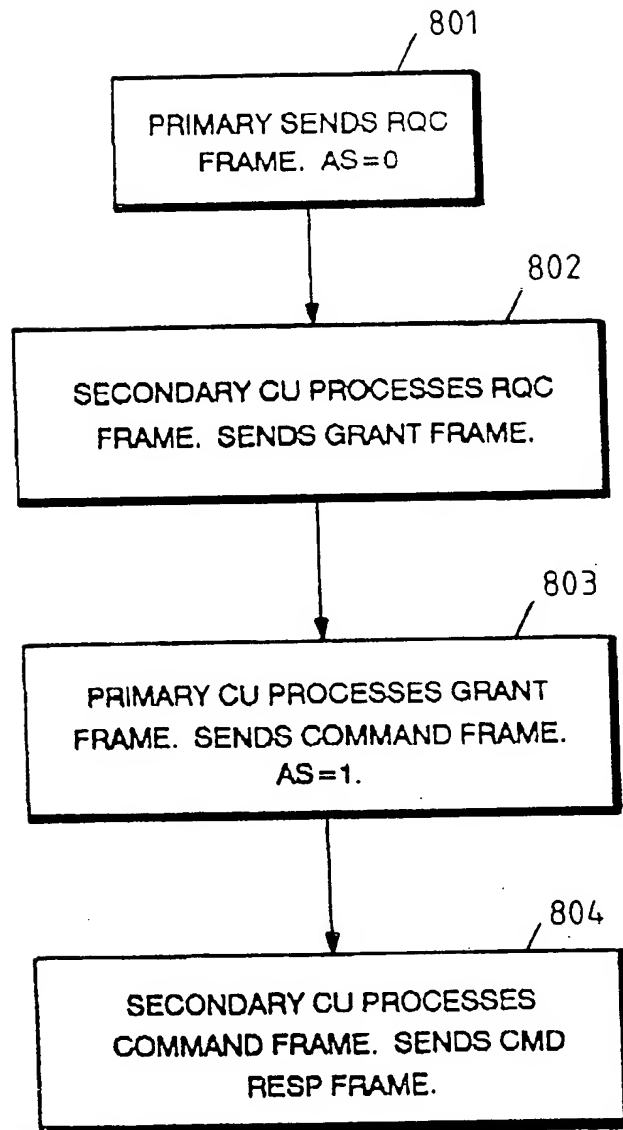 801
PRIMARY SENDS RQC
FRAME. AS=0
802
SECONDARY CU PROCESSES RQC
FRAME. SENDS GRANT FRAME.
803
PRIMARY CU PROCESSES GRANT
FRAME. SENDS COMMAND FRAME.
AS=1.
804
SECONDARY CU PROCESSES
COMMAND FRAME. SENDS CMD
RESP FRAME.